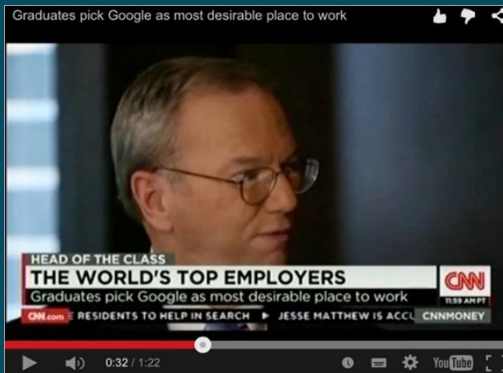 Graduates pick Google as most desirable place to work
HEAD OF THE CLASS
THE WORLD'S TOP EMPLOYERS
CNN
Graduates pick Google as most desirable place to work
11:59 AM PT
CNN.com E RESIDENTS TO HELP IN SEARCH ► JESSE MATTHEW IS ACCU CNNMONEY
0:32 / 1:22
YouTube